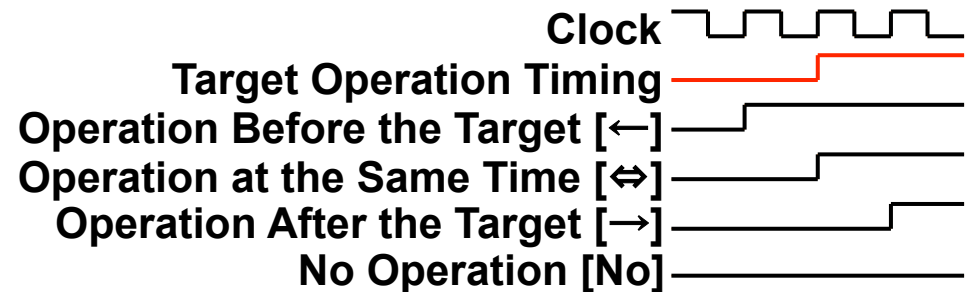 Clock
Target Operation Timing
Operation Before the Target [←]
Operation at the Same Time [⇔]
Operation After the Target [→]
No Operation [No]